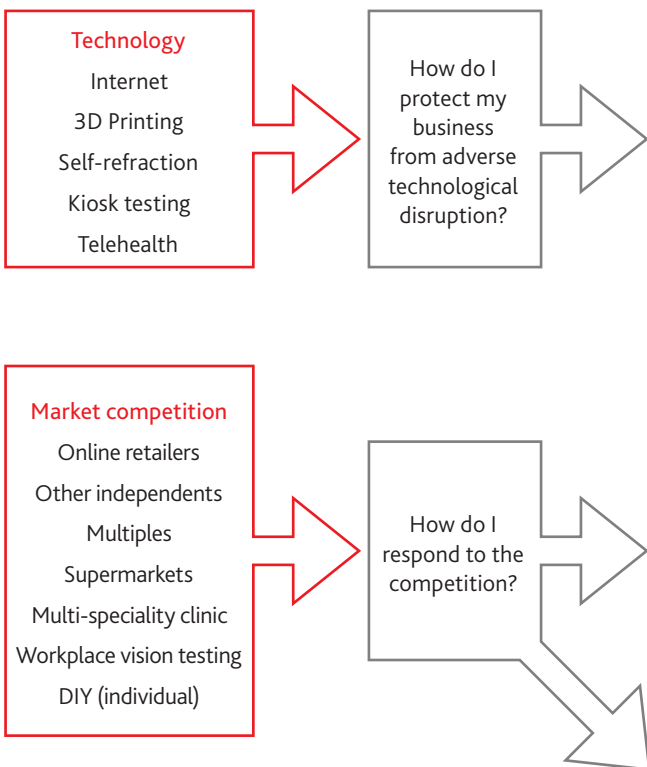 Technology
Internet
3D Printing
Self-refraction
Kiosk testing
Telehealth
How do I
protect my
business
from adverse
technological
disruption?
Market competition
Online retailers
Other independents
Multiples
Supermarkets
Multi-speciality clinic
Workplace vision testing
DIY (individual)
How do I
respond to the
competition?